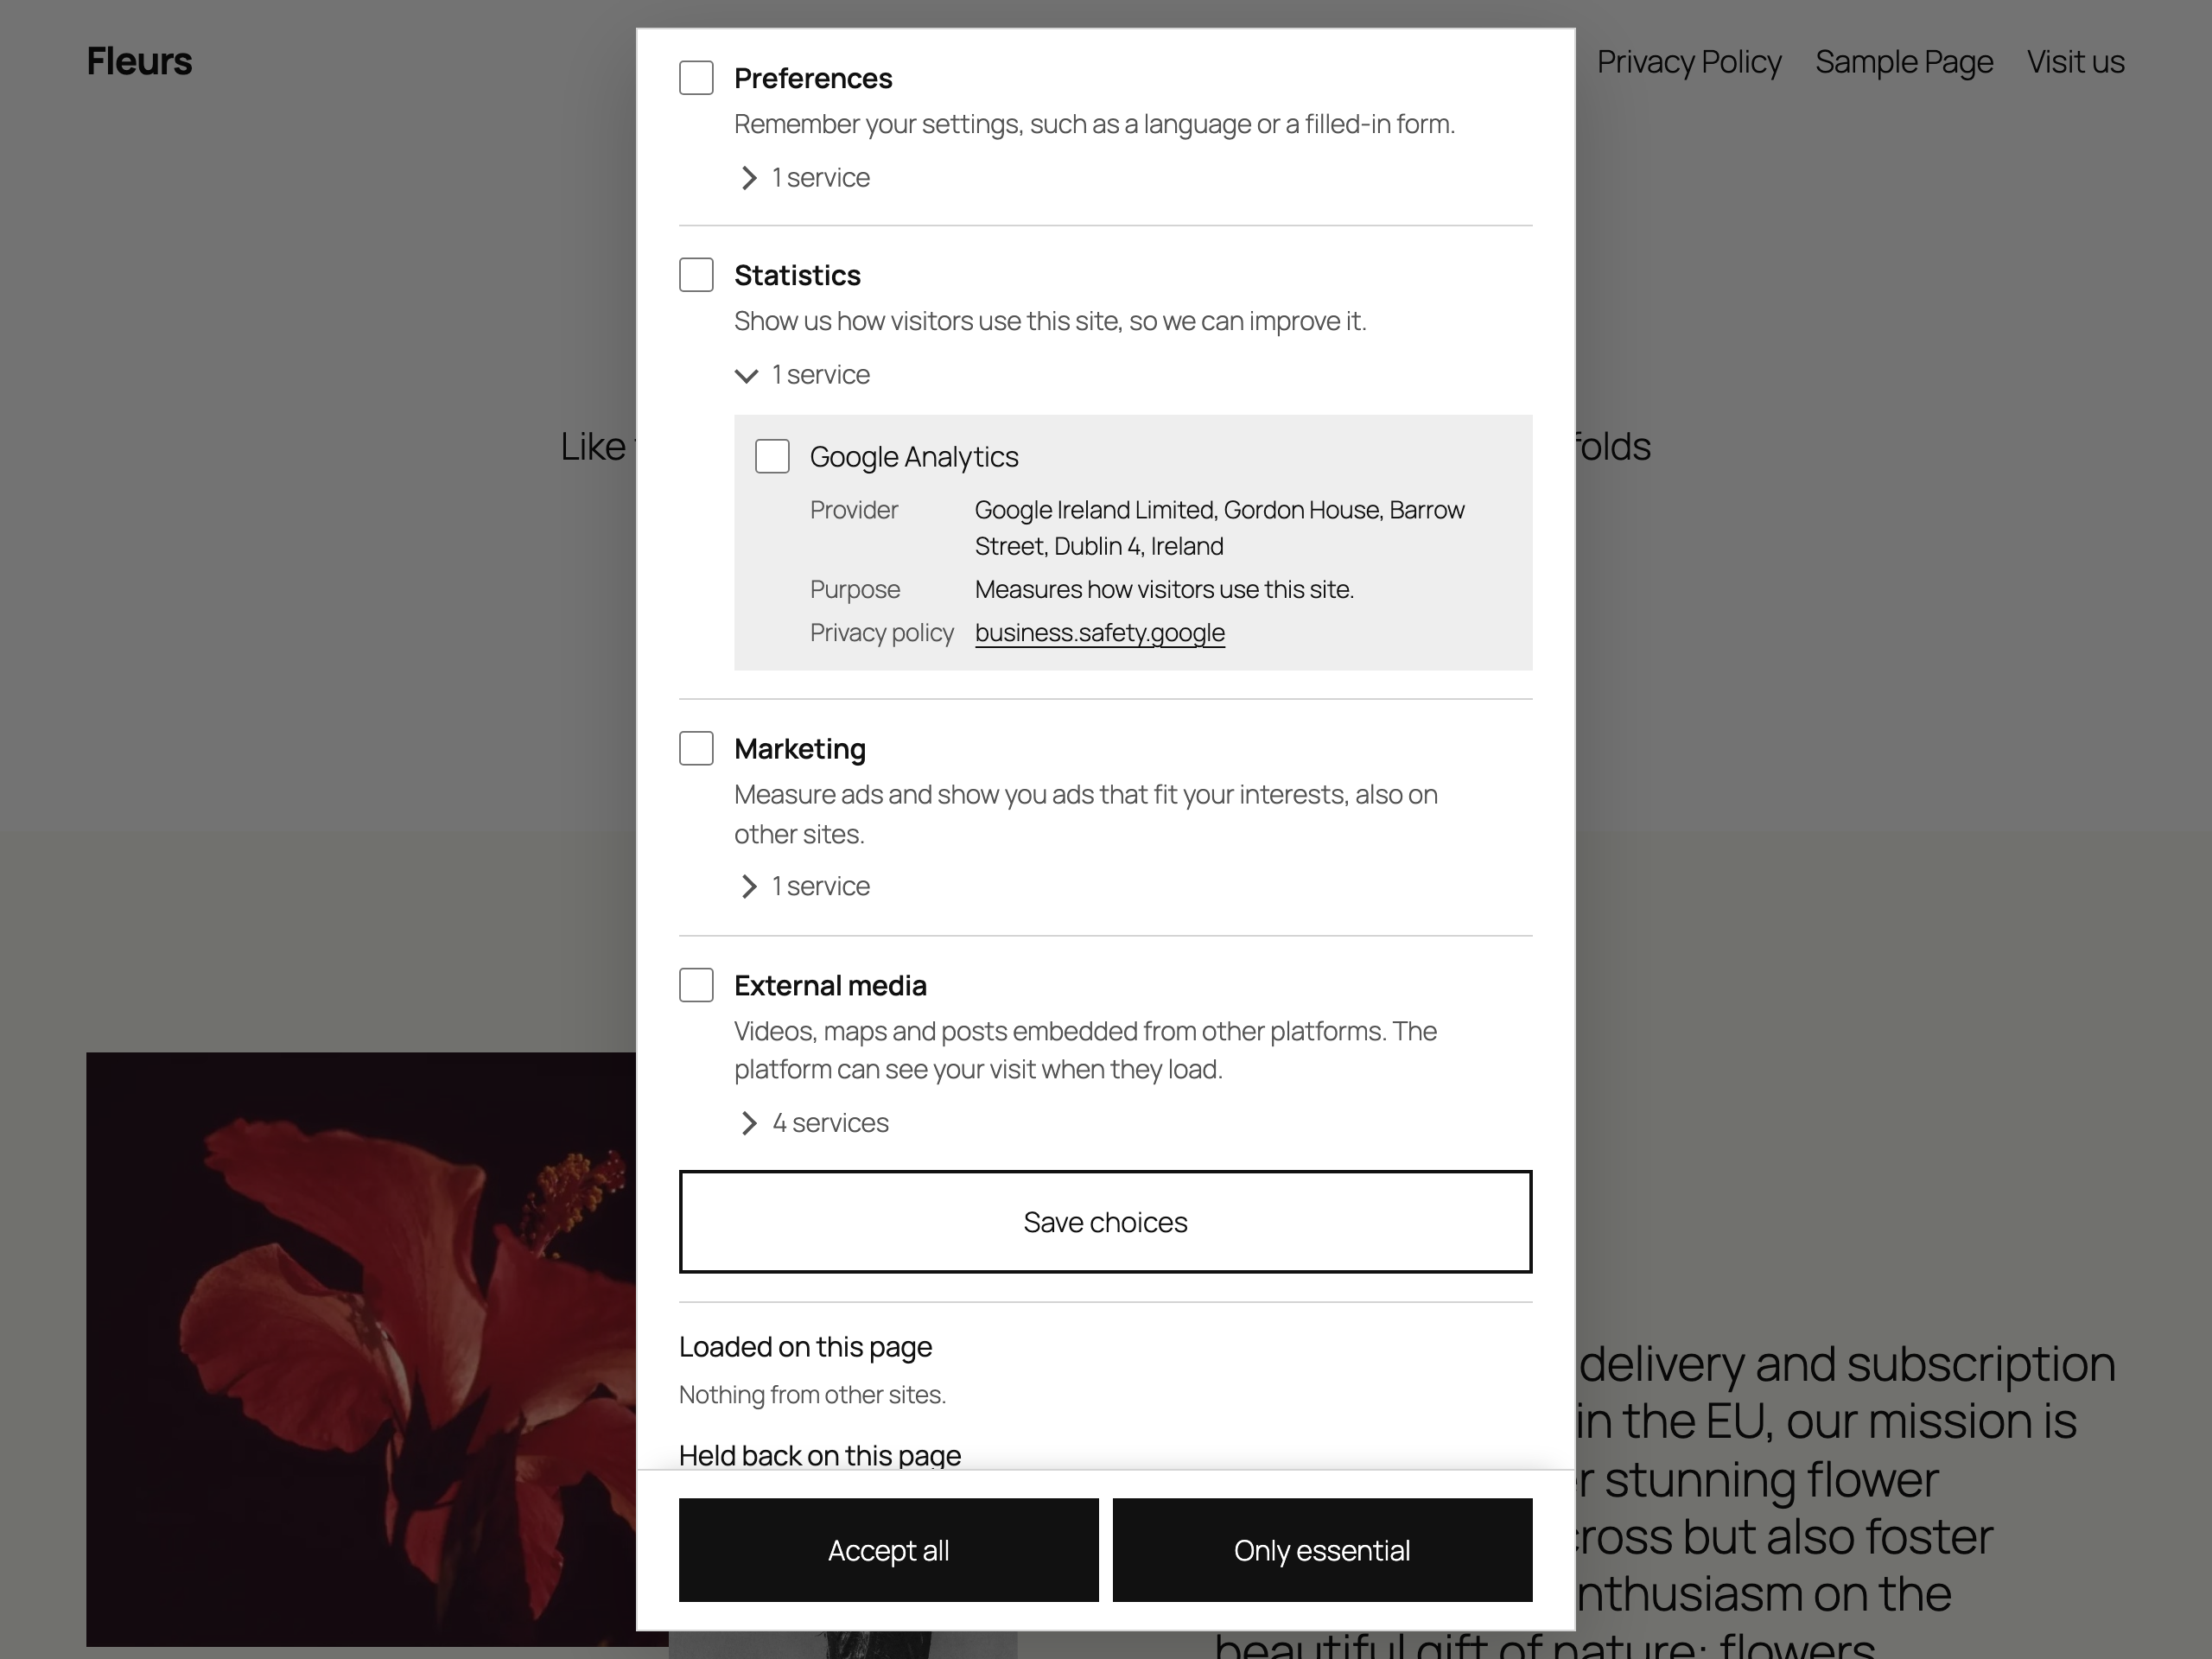 Fleurs
Privacy Policy Sample Page Visit us
Preferences
Remember your settings, such as a language or a filled-in form.
1 service
Statistics
Show us how visitors use this site, so we can improve it.
1 service
Like
folds
Google Analytics
Provider Google Ireland Limited, Gordon House, Barrow
Street, Dublin 4, Ireland
Purpose Measures how visitors use this site.
Privacy policy business.safety.google
Marketing
Measure ads and show you ads that fit your interests, also on
other sites.
1 service
External media
Videos, maps and posts embedded from other platforms. The
platform can see your visit when they load.
4 services
Save choices
Loaded on this page
Nothing from other sites.
Held back on this page
Accept all
Only essential
delivery and subscription
in the EU, our mission is
stunning flower
but also foster
on the
beautiful gift of nature: flowers